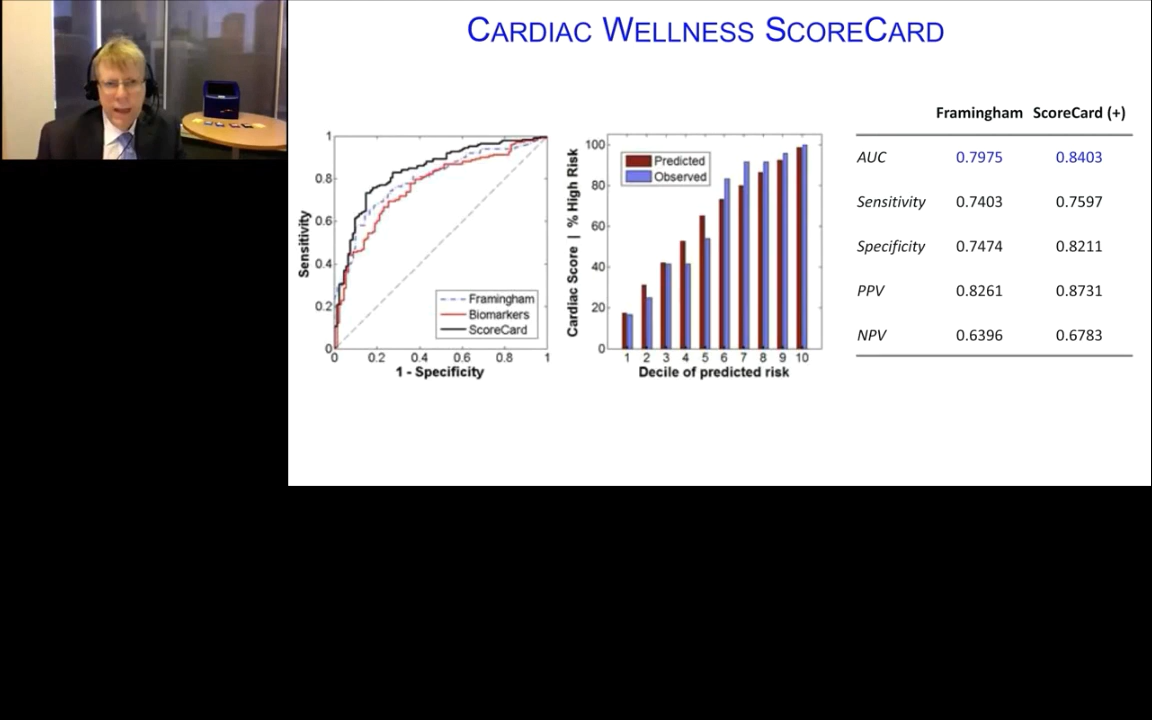 CARDIAC WELLNESS SCORECARD
1
0.8
0.6
0.4
0.2
0
Sensitivity
Framingham
Biomarkers
ScoreCard
0 0.2 0.4 0.6 0.8 1
1 - Specificity
Cardiac Score | % High Risk
100
80
60
40
20
0
Predicted
Observed
1 2 3 4 5 6 7 8 9 10
Decile of predicted risk
Framingham ScoreCard (+)
AUC 0.7975 0.8403
Sensitivity 0.7403 0.7597
Specificity 0.7474 0.8211
PPV 0.8261 0.8731
NPV 0.6396 0.6783